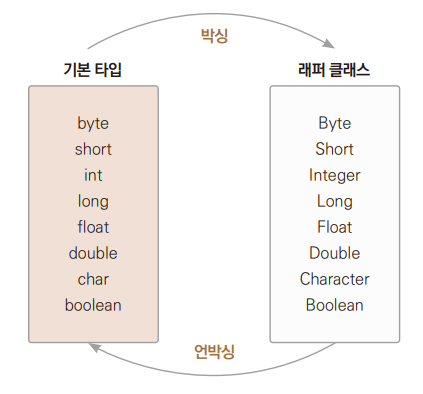 박싱
기본 타입
래퍼 클래스
byte
short
int
long
float
double
char
boolean
Byte
Short
Integer
Long
Float
Double
Character
Boolean
언박싱